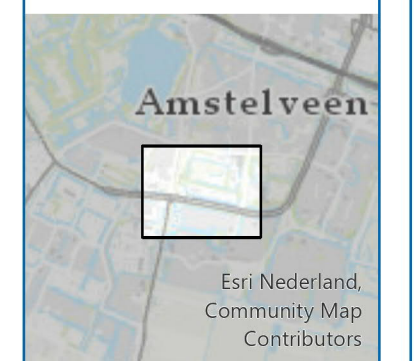 Amstelveen
Esri Nederland,
Community Map
Contributors